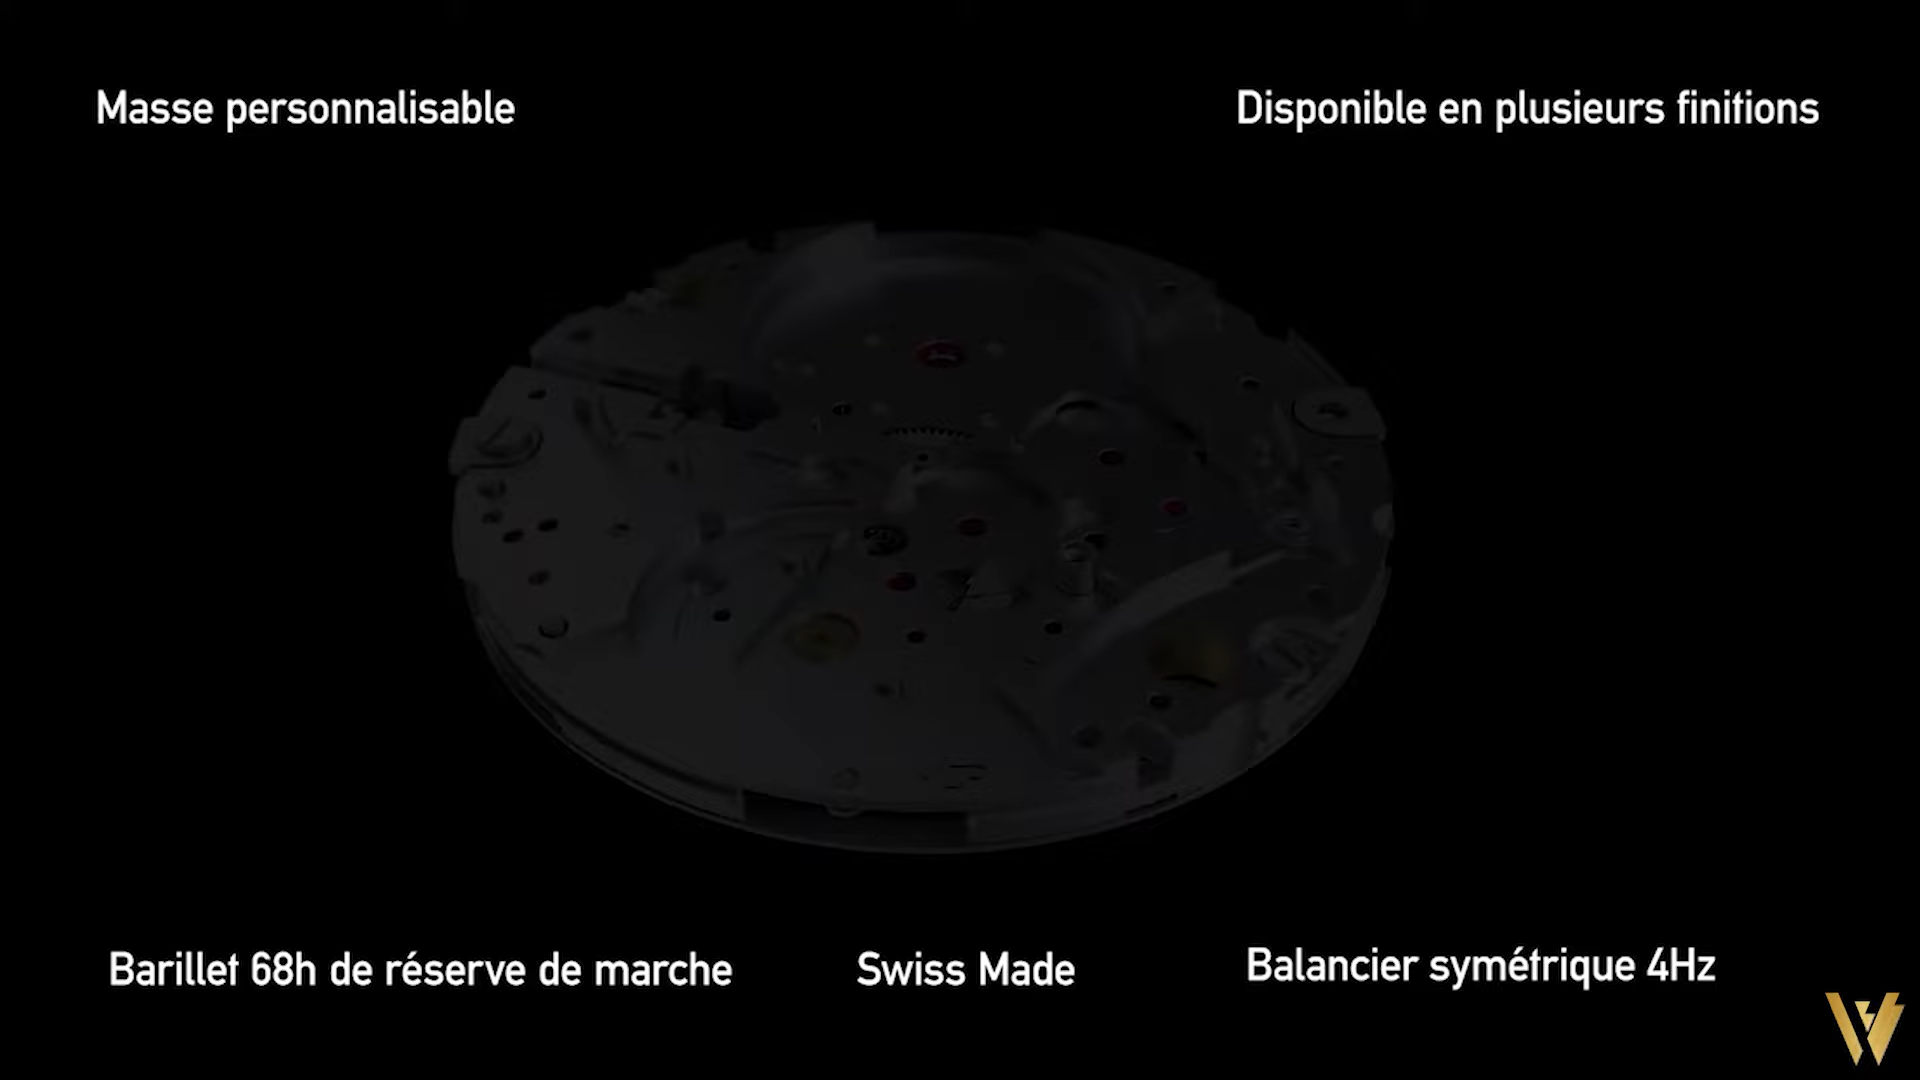 Masse personnalisable
Disponible en plusieurs finitions
Barillet 68h de réserve de marche
Swiss Made
Balancier symétrique 4Hz